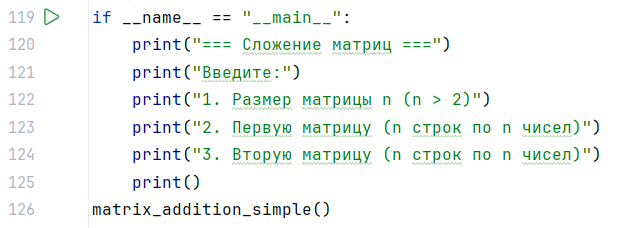 119 if __name__ == "__main__":
120     print("=== Сложение матриц ===")
121     print("Введите:")
122     print("1. Размер матрицы n (n > 2)")
123     print("2. Первую матрицу (n строк по n чисел)")
124     print("3. Вторую матрицу (n строк по n чисел)")
125     print()
126 matrix_addition_simple()